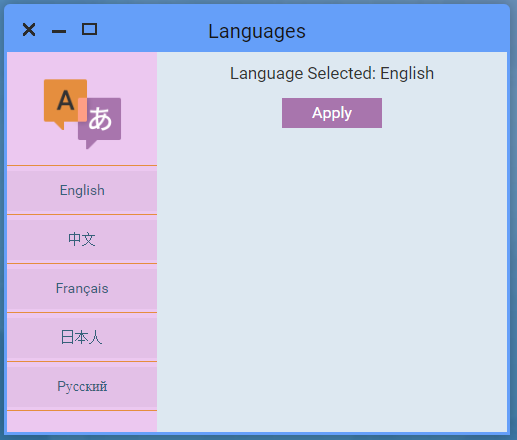 Languages
A あ
Language Selected: English
Apply
English
中文
Français
日本人
Русский